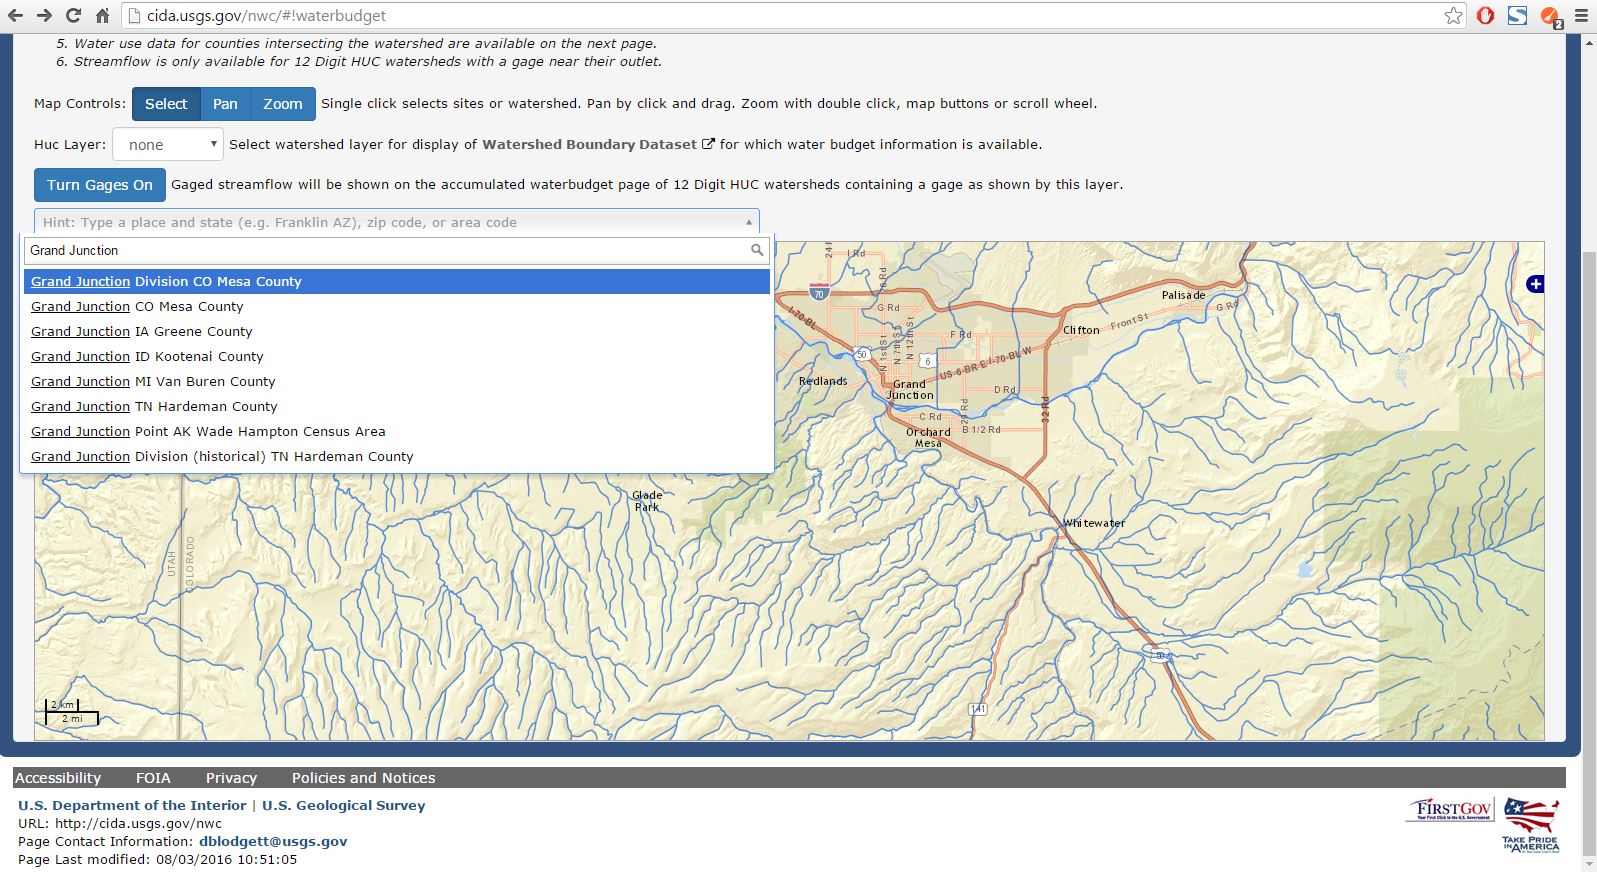 cida.usgs.gov/nwc/#!waterbudget
2
5. Water use data for counties intersecting the watershed are available on the next page.
6. Streamflow is only available for 12 Digit HUC watersheds with a gage near their outlet.
Map Controls: Select Pan Zoom Single click selects sites or watershed. Pan by click and drag. Zoom with double click, map buttons or scroll wheel.
Huc Layer: none Select watershed layer for display of Watershed Boundary Dataset for which water budget information is available.
Turn Gages On Gaged streamflow will be shown on the accumulated waterbudget page of 12 Digit HUC watersheds containing a gage as shown by this layer.
Hint: Type a place and state (e.g. Franklin AZ), zip code, or area code
Grand Junction
Grand Junction Division CO Mesa County
Grand Junction CO Mesa County
Grand Junction IA Greene County
Grand Junction ID Kootenai County
Grand Junction MI Van Buren County
Grand Junction TN Hardeman County
Grand Junction Point AK Wade Hampton Census Area
Grand Junction Division (historical) TN Hardeman County
I Rd
26 Rd
70
G Rd
Palisade
G Rd
I-70-BL
Front St
Clifton
F Rd
N 1st St
N 7th St
N 12th St
50
6
US-6-BR E I-70-BL W
Redlands
Grand
Junction
D Rd
32 Rd
C Rd
29 Rd
B 1/2 Rd
Orchard
Mesa
Glade
Park
Whitewater
UTAH
COLORADO
50
141
2 km
2 mi
Accessibility FOIA Privacy Policies and Notices
U.S. Department of the Interior | U.S. Geological Survey
URL: http://cida.usgs.gov/nwc
Page Contact Information: dblodgett@usgs.gov
Page Last modified: 08/03/2016 10:51:05
FIRSTGOV
Your First Click to the U.S. Government
TAKE PRIDE
IN AMERICA